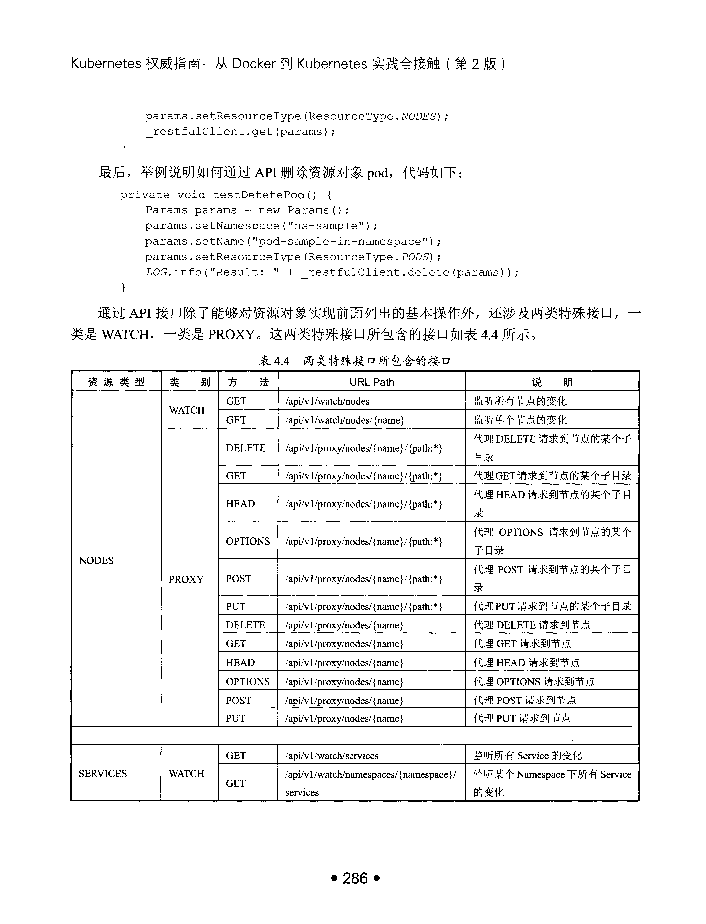 Kubernetes 权威指南：从 Docker 到 Kubernetes 实践全接触（第 2 版）
params.setResourceType(ResourceType.NODES);
_restfulClient.get(params);
}
最后，举例说明如何通过 API 删除资源对象 pod，代码如下：
private void testDetetePod() {
Params params = new Params();
params.setNamespace("ns-sample");
params.setName("pod-sample-in-namespace");
params.setResourceType(ResourceType.PODS);
LOG.info("Result: " + _restfulClient.delete(params));
}
通过 API 接口除了能够对资源对象实现前面列出的基本操作外，还涉及两类特殊接口，一
类是 WATCH，一类是 PROXY。这两类特殊接口所包含的接口如表 4.4 所示。
表 4.4 两类特殊接口所包含的接口
资 源 类 型 类 别 方 法 URL Path 说 明
NODES WATCH GET /api/v1/watch/nodes 监听所有节点的变化
GET /api/v1/watch/nodes/{name} 监听单个节点的变化
PROXY DELETE /api/v1/proxy/nodes/{name}/{path:*} 代理 DELETE 请求到节点的某个子
目录
GET /api/v1/proxy/nodes/{name}/{path:*} 代理 GET 请求到节点的某个子目录
HEAD /api/v1/proxy/nodes/{name}/{path:*} 代理 HEAD 请求到节点的某个子目
录
OPTIONS /api/v1/proxy/nodes/{name}/{path:*} 代理 OPTIONS 请求到节点的某个
子目录
POST /api/v1/proxy/nodes/{name}/{path:*} 代理 POST 请求到节点的某个子目
录
PUT /api/v1/proxy/nodes/{name}/{path:*} 代理 PUT 请求到节点的某个子目录
DELETE /api/v1/proxy/nodes/{name} 代理 DELETE 请求到节点
GET /api/v1/proxy/nodes/{name} 代理 GET 请求到节点
HEAD /api/v1/proxy/nodes/{name} 代理 HEAD 请求到节点
OPTIONS /api/v1/proxy/nodes/{name} 代理 OPTIONS 请求到节点
POST /api/v1/proxy/nodes/{name} 代理 POST 请求到节点
PUT /api/v1/proxy/nodes/{name} 代理 PUT 请求到节点
SERVICES WATCH GET /api/v1/watch/services 监听所有 Service 的变化
GET /api/v1/watch/namespaces/{namespace}/ 监听某个 Namespace 下所有 Service
services 的变化
• 286 •